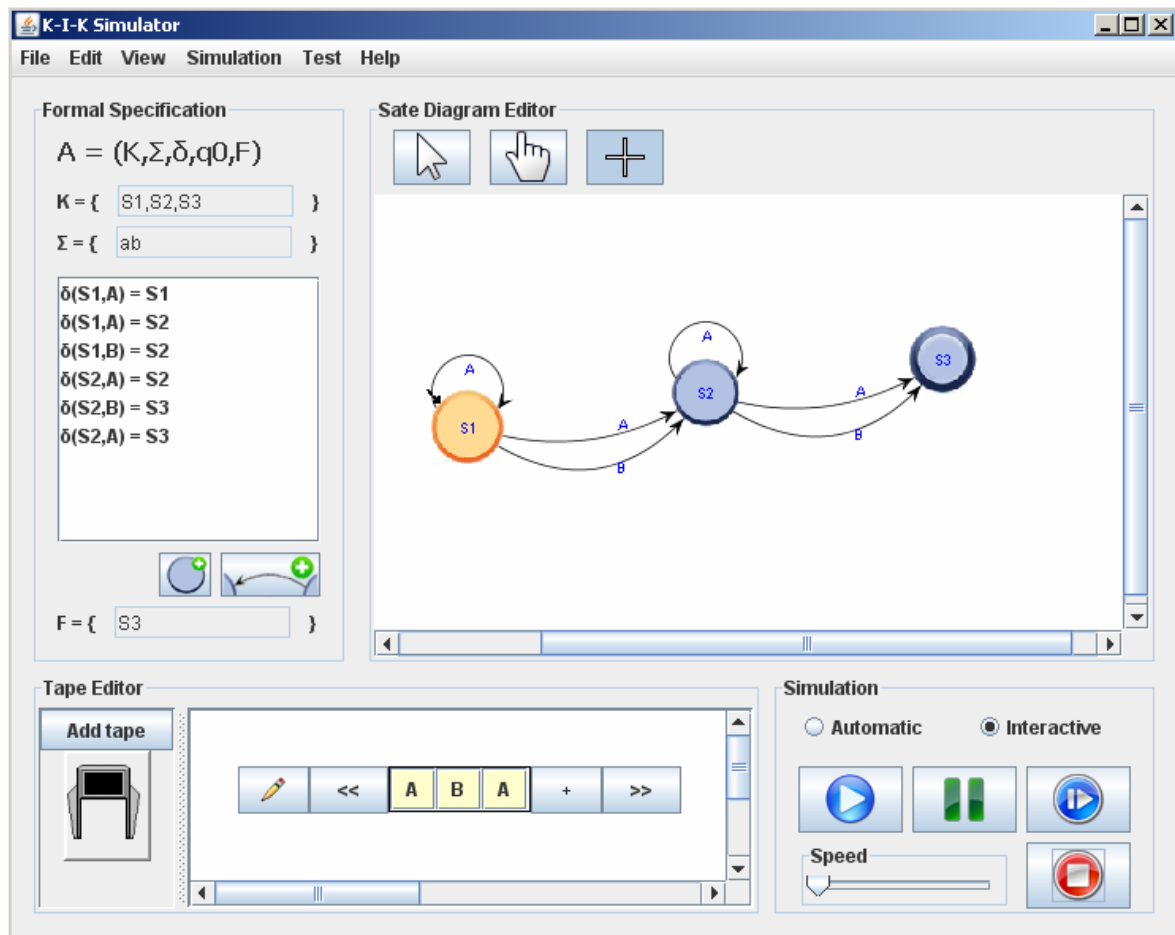 K-I-K Simulator
File Edit View Simulation Test Help
Formal Specification
A = (K,Σ,δ,q0,F)
K = { S1,S2,S3 }
Σ = { ab }
δ(S1,A) = S1
δ(S1,A) = S2
δ(S1,B) = S2
δ(S2,A) = S2
δ(S2,B) = S3
δ(S2,A) = S3
F = { S3 }
Sate Diagram Editor
A
S1
A
B
A
S2
A
B
S3
Tape Editor
Add tape
<< A B A + >>
Simulation
Automatic Interactive
Speed